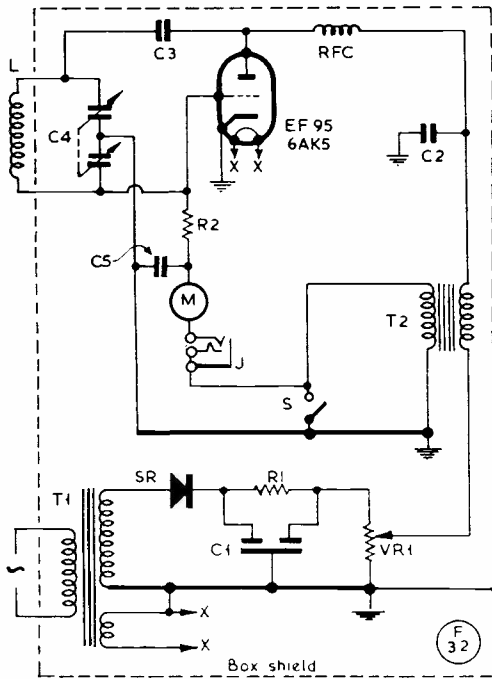 C3
RFC
L
C4
EF 95
6AK5
X X
C2
R2
C5
M
T2
J
S
SR
R1
T1
C1
VR1
X
X
F
32
Box shield